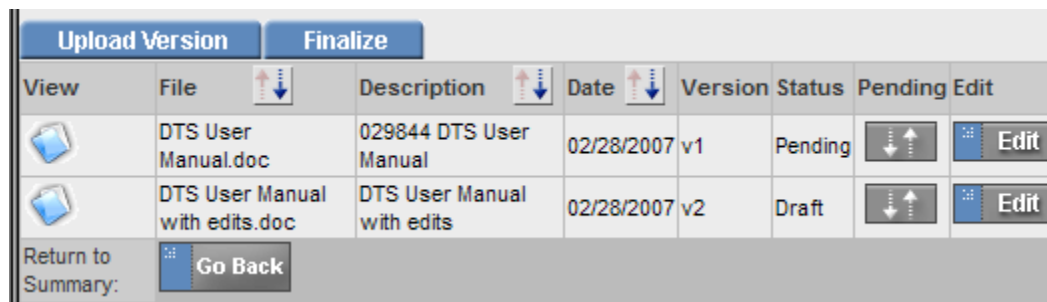 Upload Version Finalize
View File Description Date Version Status Pending Edit
DTS User 029844 DTS User
Manual.doc Manual 02/28/2007 v1 Pending Edit
DTS User Manual DTS User Manual
with edits.doc with edits 02/28/2007 v2 Draft Edit
Return to
Summary: Go Back